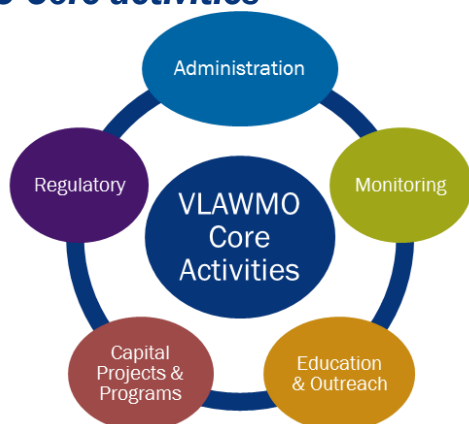 Core activities
Administration
Regulatory
Monitoring
VLAWMO
Core
Activities
Capital
Projects &
Programs
Education
& Outreach